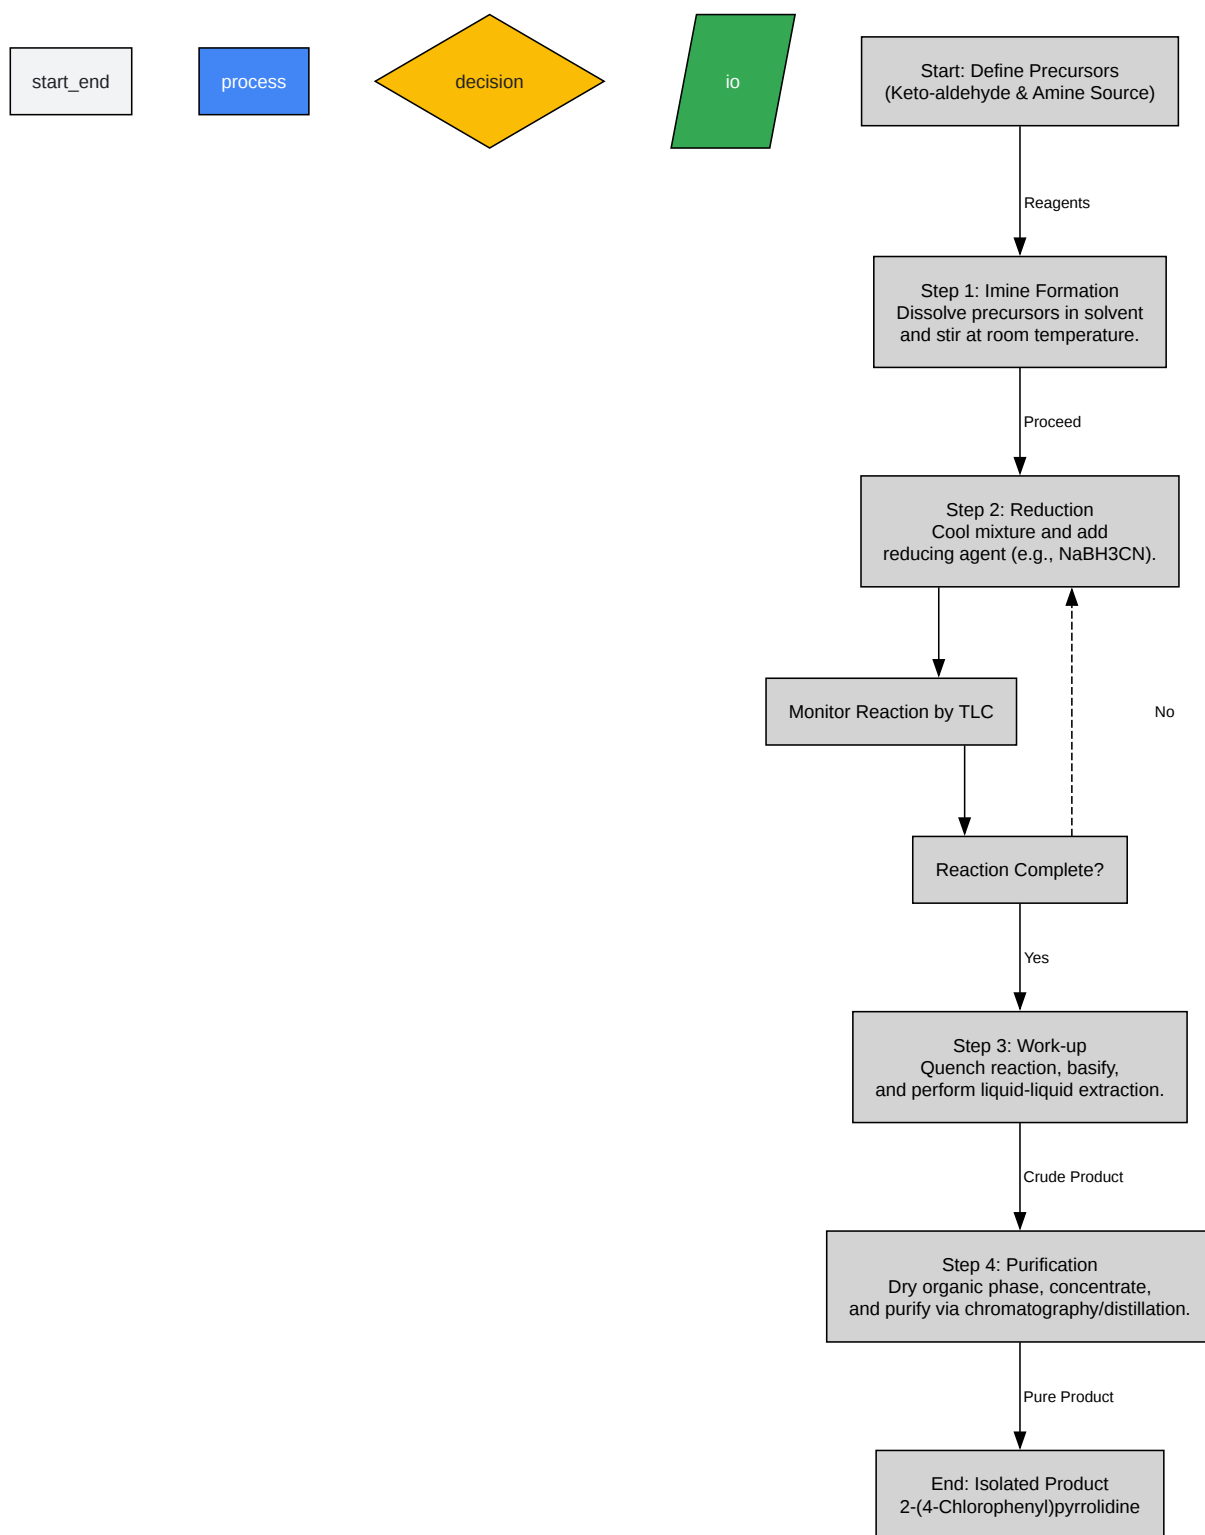 start_end
process
decision
io
Start: Define Precursors
(Keto-aldehyde & Amine Source)
Reagents
Step 1: Imine Formation
Dissolve precursors in solvent
and stir at room temperature.
Proceed
Step 2: Reduction
Cool mixture and add
reducing agent (e.g., NaBH3CN).
Monitor Reaction by TLC
No
Reaction Complete?
Yes
Step 3: Work-up
Quench reaction, basify,
and perform liquid-liquid extraction.
Crude Product
Step 4: Purification
Dry organic phase, concentrate,
and purify via chromatography/distillation.
Pure Product
End: Isolated Product
2-(4-Chlorophenyl)pyrrolidine